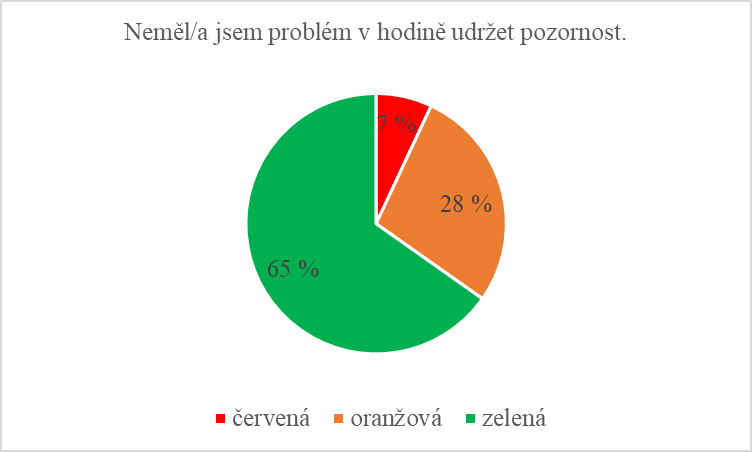 Neměl/a jsem problém v hodině udržet pozornost.
7 %
28 %
65 %
červená oranžová zelená